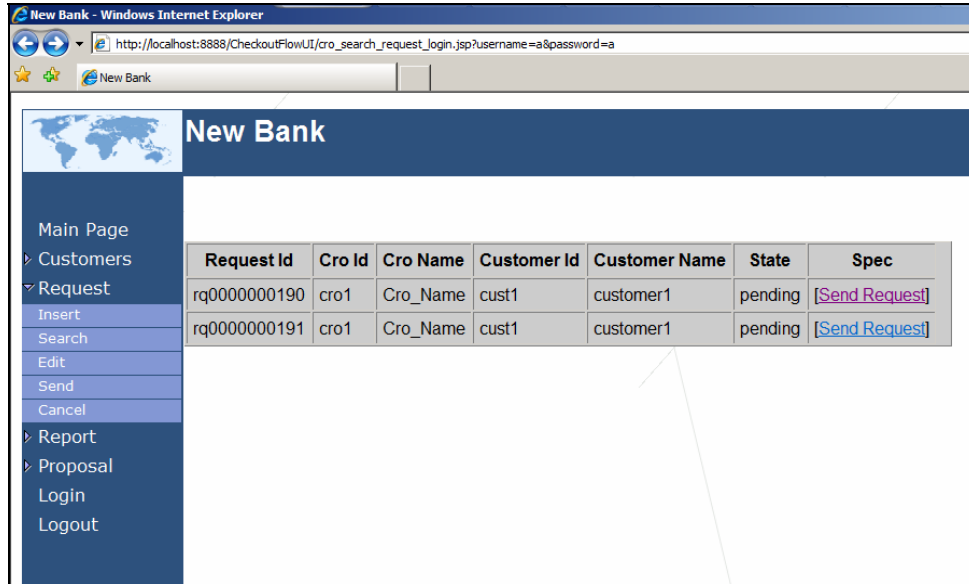 New Bank - Windows Internet Explorer
http://localhost:8888/CheckoutFlowUI/cro_search_request_login.jsp?username=a&password=a
New Bank
New Bank
Main Page
Customers
Request
Insert
Search
Edit
Send
Cancel
Report
Proposal
Login
Logout
Request Id Cro Id Cro Name Customer Id Customer Name State Spec
rq0000000190 cro1 Cro_Name cust1 customer1 pending [Send Request]
rq0000000191 cro1 Cro_Name cust1 customer1 pending [Send Request]